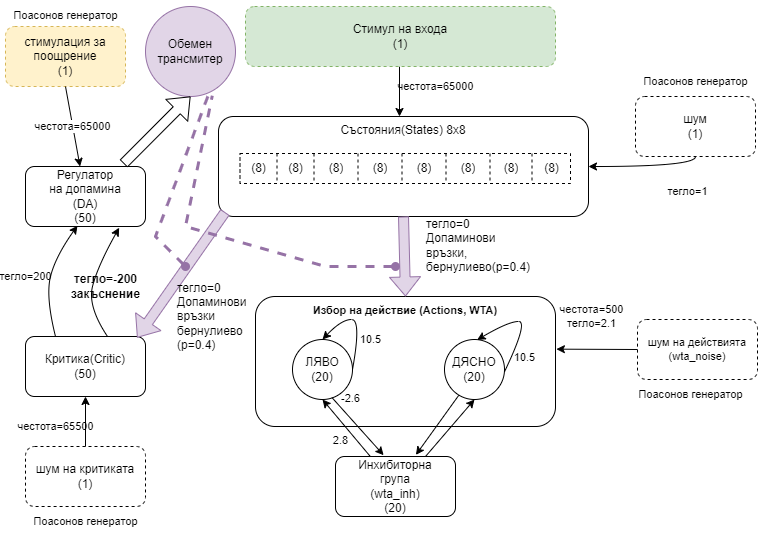 Поасонов генератор
стимулация за
поощрение
(1)
Обемен
трансмитер
Стимул на входа
(1)
честота=65000
честота=65000
Поасонов генератор
шум
(1)
тегло=1
Състояния(States) 8x8
(8) (8) (8) (8) (8) (8) (8) (8)
Регулатор
на допамина
(DA)
(50)
тегло=200
тегло=-200
закъснение
тегло=0
Допаминови
връзки
бернулиево
(p=0.4)
тегло=0
Допаминови
връзки,
бернулиево(p=0.4)
Избор на действие (Actions, WTA)
ЛЯВО
(20)
10.5
ДЯСНО
(20)
10.5
-2.6
2.8
честота=500
тегло=2.1
шум на действията
(wta_noise)
Поасонов генератор
Критика(Critic)
(50)
честота=65500
шум на критиката
(1)
Поасонов генератор
Инхибиторна
група
(wta_inh)
(20)